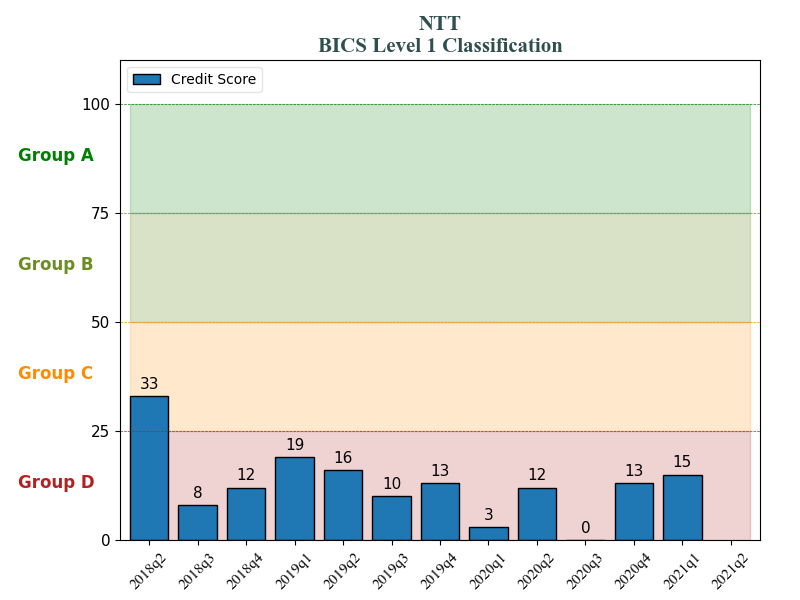 NTT
BICS Level 1 Classification
Credit Score
100
Group A
75
Group B
50
Group C
33
25
19
16
15
13
13
12
12
10
8
3
0
Group D
0
2018q2
2018q3
2018q4
2019q1
2019q2
2019q3
2019q4
2020q1
2020q2
2020q3
2020q4
2021q1
2021q2